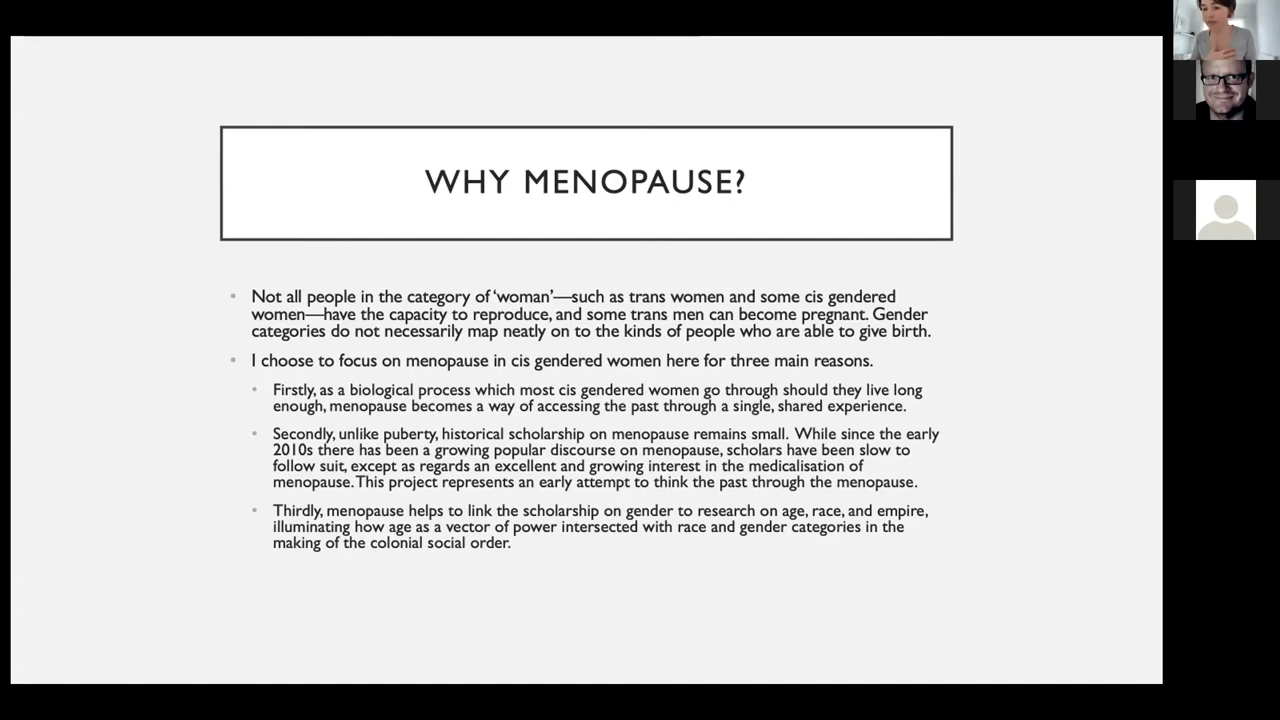 WHY MENOPAUSE?
• Not all people in the category of ‘woman’—such as trans women and some cis gendered
women—have the capacity to reproduce, and some trans men can become pregnant. Gender
categories do not necessarily map neatly on to the kinds of people who are able to give birth.
• I choose to focus on menopause in cis gendered women here for three main reasons.
• Firstly, as a biological process which most cis gendered women go through should they live long
enough, menopause becomes a way of accessing the past through a single, shared experience.
• Secondly, unlike puberty, historical scholarship on menopause remains small. While since the early
2010s there has been a growing popular discourse on menopause, scholars have been slow to
follow suit, except as regards an excellent and growing interest in the medicalisation of
menopause. This project represents an early attempt to think the past through the menopause.
• Thirdly, menopause helps to link the scholarship on gender to research on age, race, and empire,
illuminating how age as a vector of power intersected with race and gender categories in the
making of the colonial social order.